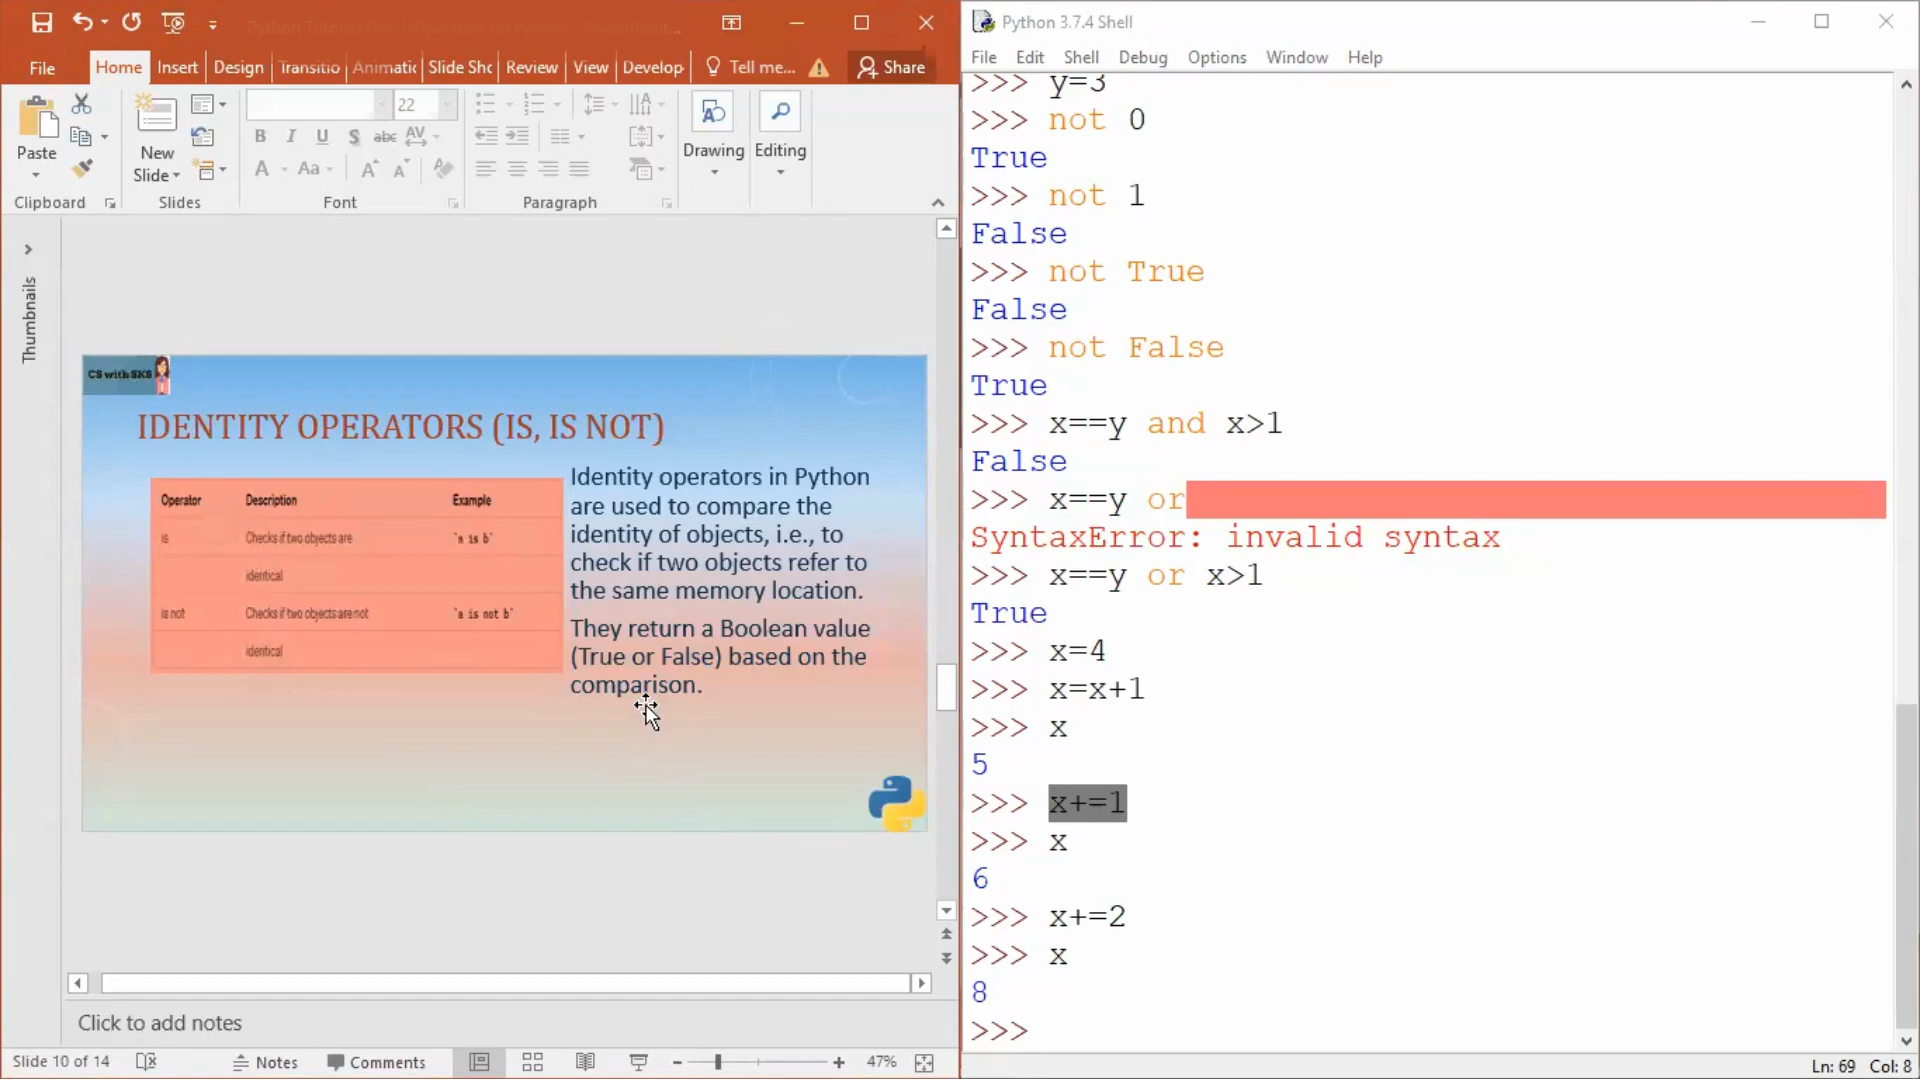 File
Home
Insert
Design
Transitio
Animatic
Slide Shc
Review
View
Develop
Tell me...
Share
22
Paste
New
Slide
Drawing
Editing
Clipboard
Slides
Font
Paragraph
Thumbnails
CS with SKS
IDENTITY OPERATORS (IS, IS NOT)
Operator Description Example
is Checks if two objects are `a is b`
identical
is not Checks if two objects are not `a is not b`
identical
Identity operators in Python
are used to compare the
identity of objects, i.e., to
check if two objects refer to
the same memory location.
They return a Boolean value
(True or False) based on the
comparison.
Click to add notes
Slide 10 of 14
Notes
Comments
47%
Python 3.7.4 Shell
File Edit Shell Debug Options Window Help
>>> y=3
>>> not 0
True
>>> not 1
False
>>> not True
False
>>> not False
True
>>> x==y and x>1
False
>>> x==y or
SyntaxError: invalid syntax
>>> x==y or x>1
True
>>> x=4
>>> x=x+1
>>> x
5
>>> x+=1
>>> x
6
>>> x+=2
>>> x
8
>>>
Ln: 69 Col: 8